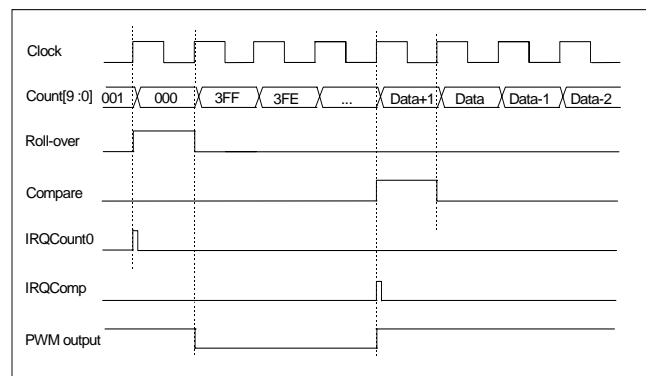 Clock
Count[9 :0] 001 000 3FF 3FE ... Data+1 Data Data-1 Data-2
Roll-over
Compare
IRQCount0
IRQComp
PWM output